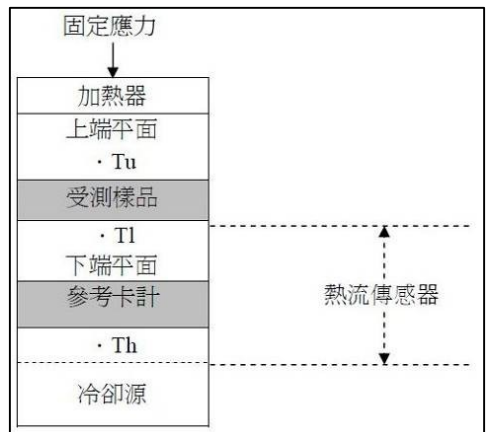 固定應力
加熱器
上端平面
· Tu
受測樣品
· Tl
下端平面
參考卡計
熱流傳感器
· Th
冷卻源